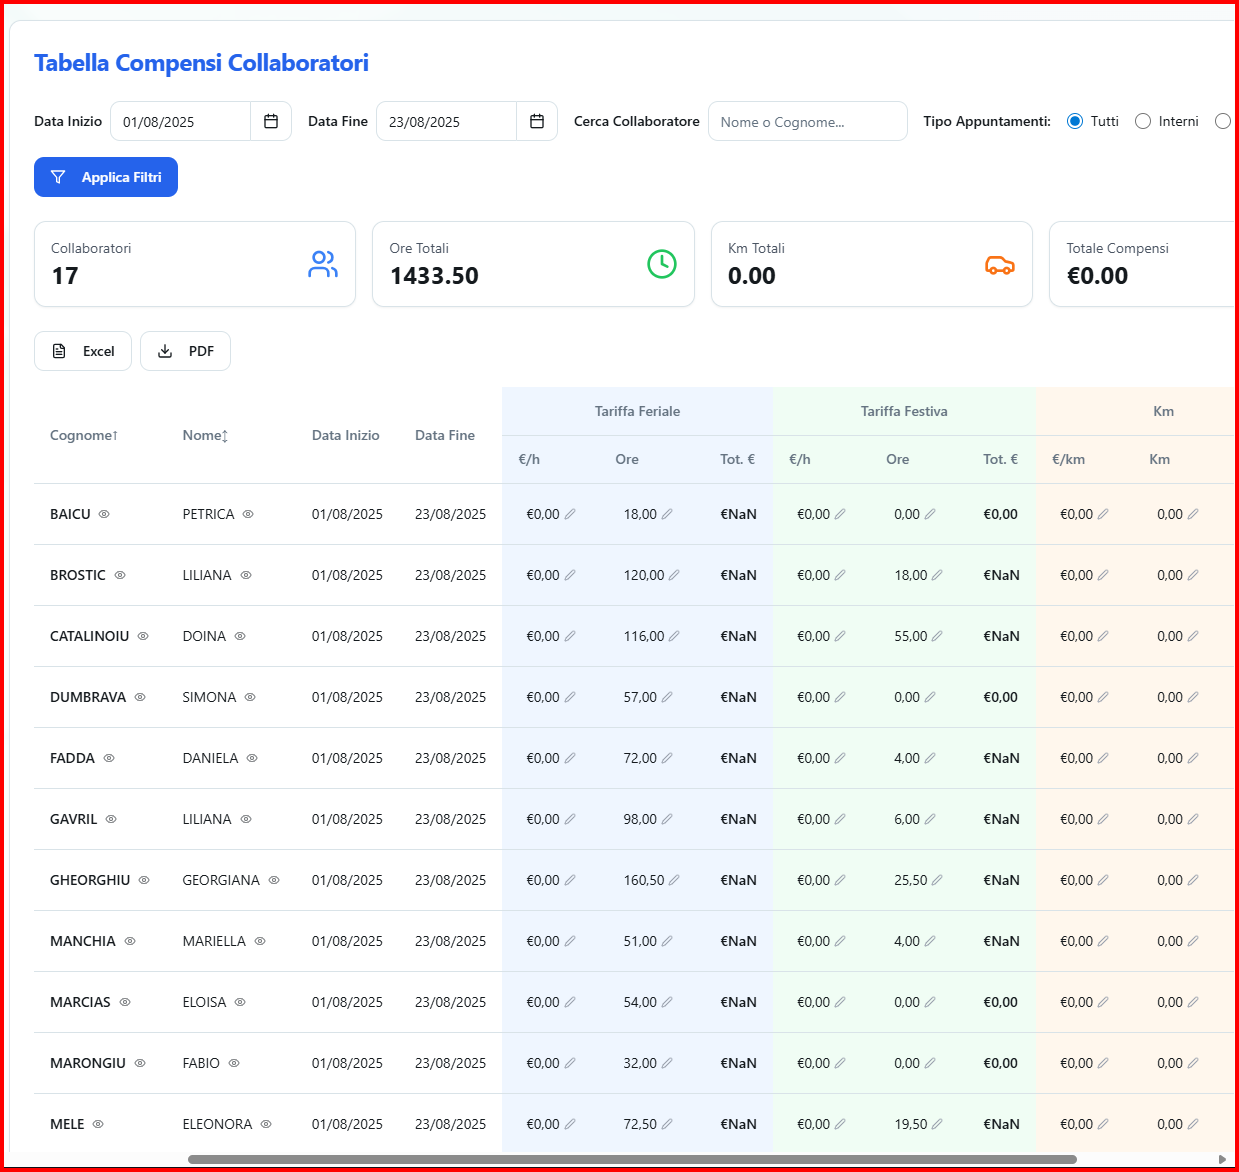 Tabella Compensi Collaboratori
Data Inizio 01/08/2025 Data Fine 23/08/2025 Cerca Collaboratore Nome o Cognome... Tipo Appuntamenti: Tutti Interni
Applica Filtri
Collaboratori Ore Totali Km Totali Totale Compensi
17 1433.50 0.00 €0.00
Excel PDF
Tariffa Feriale Tariffa Festiva Km
Cognome↑ Nome↕ Data Inizio Data Fine
€/h Ore Tot. € €/h Ore Tot. € €/km Km
BAICU PETRICA 01/08/2025 23/08/2025 €0,00 18,00 €NaN €0,00 0,00 €0,00 €0,00 0,00
BROSTIC LILIANA 01/08/2025 23/08/2025 €0,00 120,00 €NaN €0,00 18,00 €NaN €0,00 0,00
CATALINOIU DOINA 01/08/2025 23/08/2025 €0,00 116,00 €NaN €0,00 55,00 €NaN €0,00 0,00
DUMBRAVA SIMONA 01/08/2025 23/08/2025 €0,00 57,00 €NaN €0,00 0,00 €0,00 €0,00 0,00
FADDA DANIELA 01/08/2025 23/08/2025 €0,00 72,00 €NaN €0,00 4,00 €NaN €0,00 0,00
GAVRIL LILIANA 01/08/2025 23/08/2025 €0,00 98,00 €NaN €0,00 6,00 €NaN €0,00 0,00
GHEORGHIU GEORGIANA 01/08/2025 23/08/2025 €0,00 160,50 €NaN €0,00 25,50 €NaN €0,00 0,00
MANCHIA MARIELLA 01/08/2025 23/08/2025 €0,00 51,00 €NaN €0,00 4,00 €NaN €0,00 0,00
MARCIAS ELOISA 01/08/2025 23/08/2025 €0,00 54,00 €NaN €0,00 0,00 €0,00 €0,00 0,00
MARONGIU FABIO 01/08/2025 23/08/2025 €0,00 32,00 €NaN €0,00 0,00 €0,00 €0,00 0,00
MELE ELEONORA 01/08/2025 23/08/2025 €0,00 72,50 €NaN €0,00 19,50 €NaN €0,00 0,00